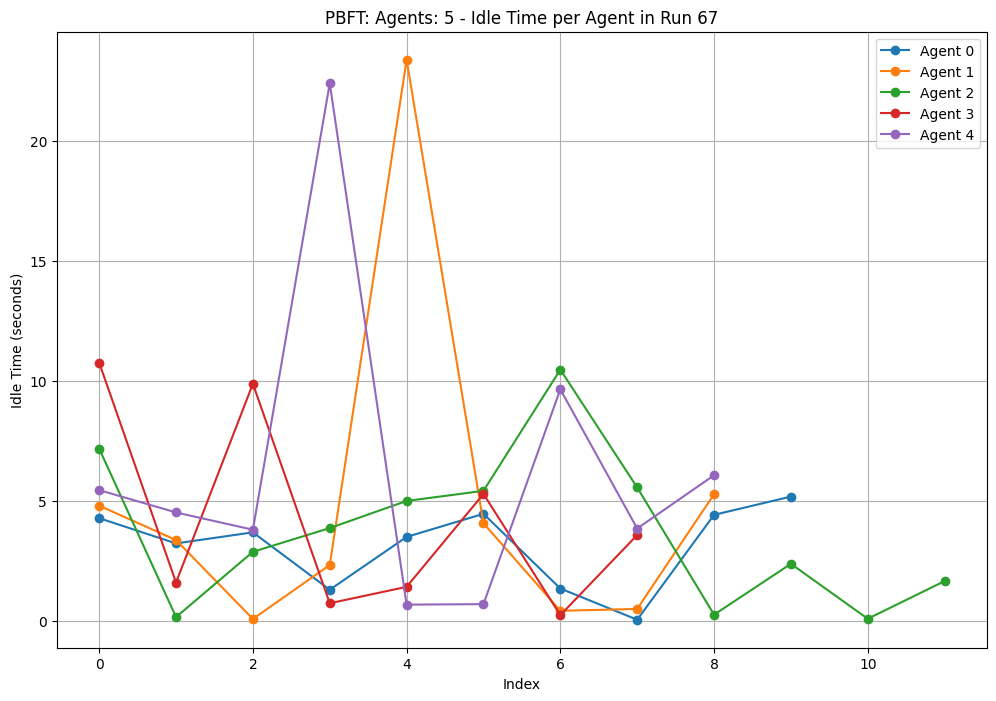 PBFT: Agents: 5 - Idle Time per Agent in Run 67
Agent 0
Agent 1
Agent 2
Agent 3
Agent 4
Idle Time (seconds)
20
15
10
5
0
0 2 4 6 8 10
Index